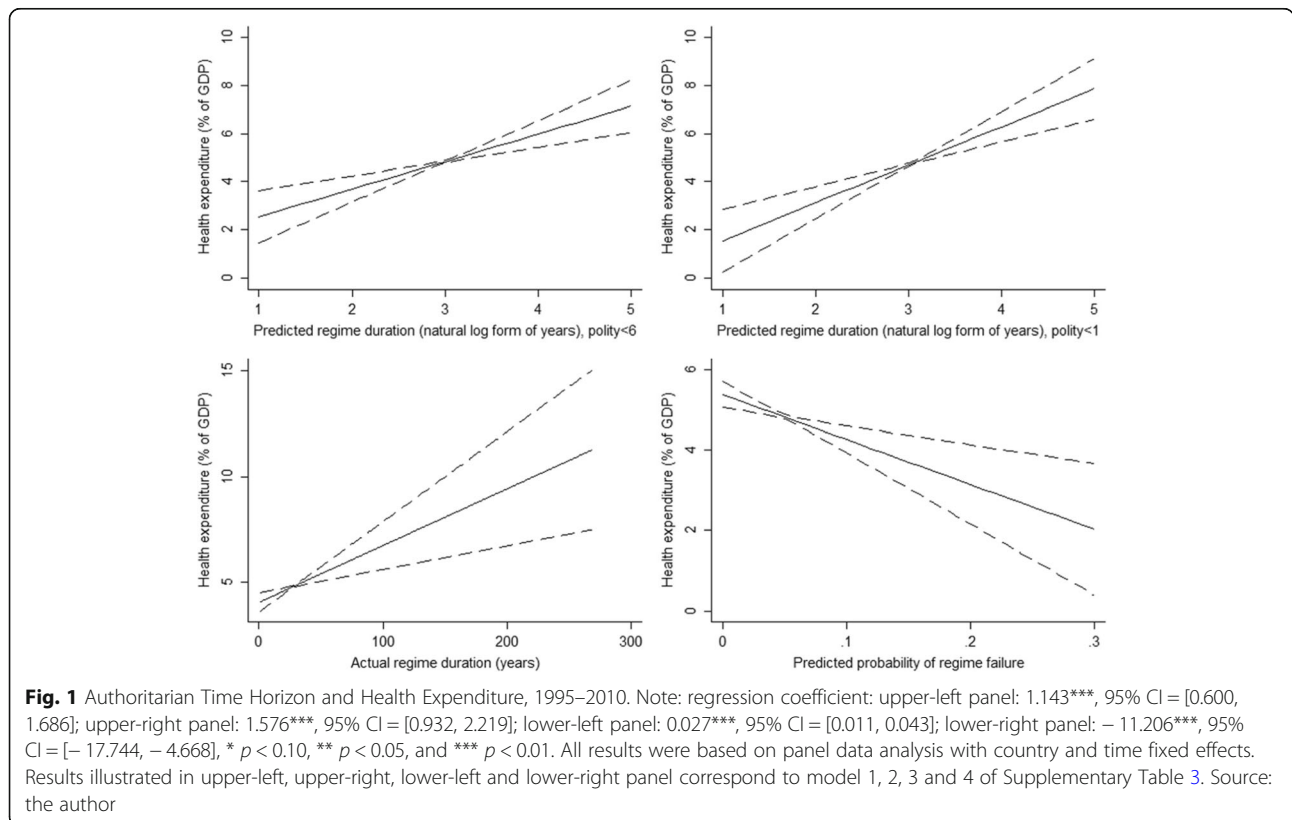 10
8
6
4
2
0
Health expenditure (% of GDP)
1 2 3 4 5
Predicted regime duration (natural log form of years), polity<6
10
8
6
4
2
0
Health expenditure (% of GDP)
1 2 3 4 5
Predicted regime duration (natural log form of years), polity<1
15
10
5
Health expenditure (% of GDP)
0 100 200 300
Actual regime duration (years)
6
4
2
0
Health expenditure (% of GDP)
0 .1 .2 .3
Predicted probability of regime failure
Fig. 1 Authoritarian Time Horizon and Health Expenditure, 1995–2010. Note: regression coefficient: upper-left panel: 1.143***, 95% CI = [0.600,
1.686]; upper-right panel: 1.576***, 95% CI = [0.932, 2.219]; lower-left panel: 0.027***, 95% CI = [0.011, 0.043]; lower-right panel: − 11.206***, 95%
CI = [− 17.744, − 4.668], * p < 0.10, ** p < 0.05, and *** p < 0.01. All results were based on panel data analysis with country and time fixed effects.
Results illustrated in upper-left, upper-right, lower-left and lower-right panel correspond to model 1, 2, 3 and 4 of Supplementary Table 3. Source:
the author